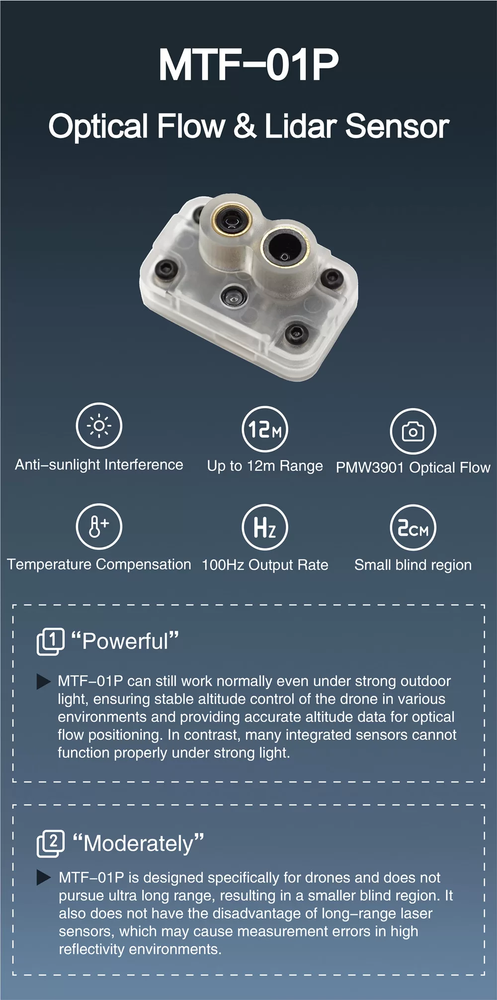 MTF-01P
Optical Flow & Lidar Sensor
12M
Anti-sunlight Interference
Up to 12m Range
PMW3901 Optical Flow
+
Hz
2CM
Temperature Compensation
100Hz Output Rate
Small blind region
1 “Powerful”
MTF-01P can still work normally even under strong outdoor
light, ensuring stable altitude control of the drone in various
environments and providing accurate altitude data for optical
flow positioning. In contrast, many integrated sensors cannot
function properly under strong light.
2 “Moderately”
MTF-01P is designed specifically for drones and does not
pursue ultra long range, resulting in a smaller blind region. It
also does not have the disadvantage of long-range laser
sensors, which may cause measurement errors in high
reflectivity environments.